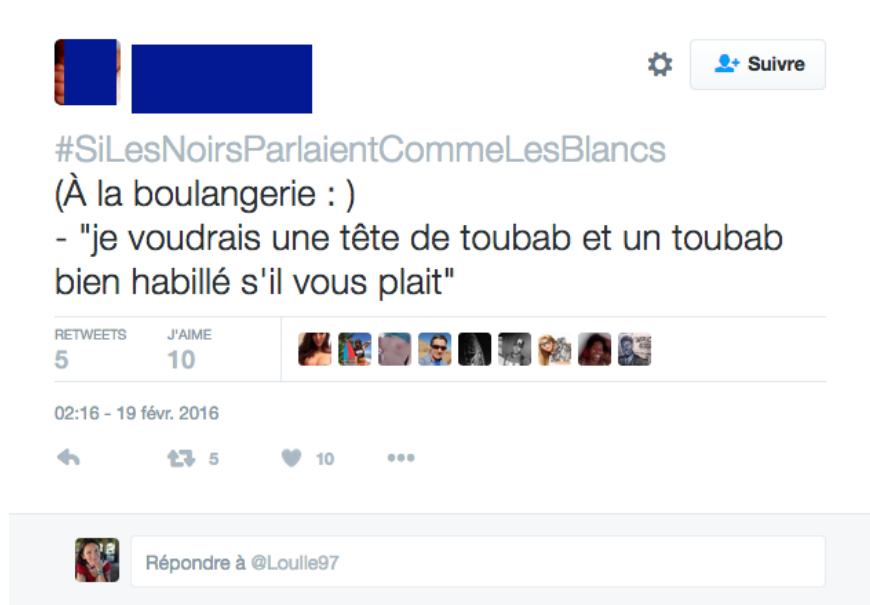 Suivre
#SiLesNoirsParlaientCommeLesBlancs
(À la boulangerie : )
- "je voudrais une tête de toubab et un toubab
bien habillé s'il vous plait"
RETWEETS J'AIME
5 10
02:16 - 19 févr. 2016
5 10
Répondre à @Loulle97